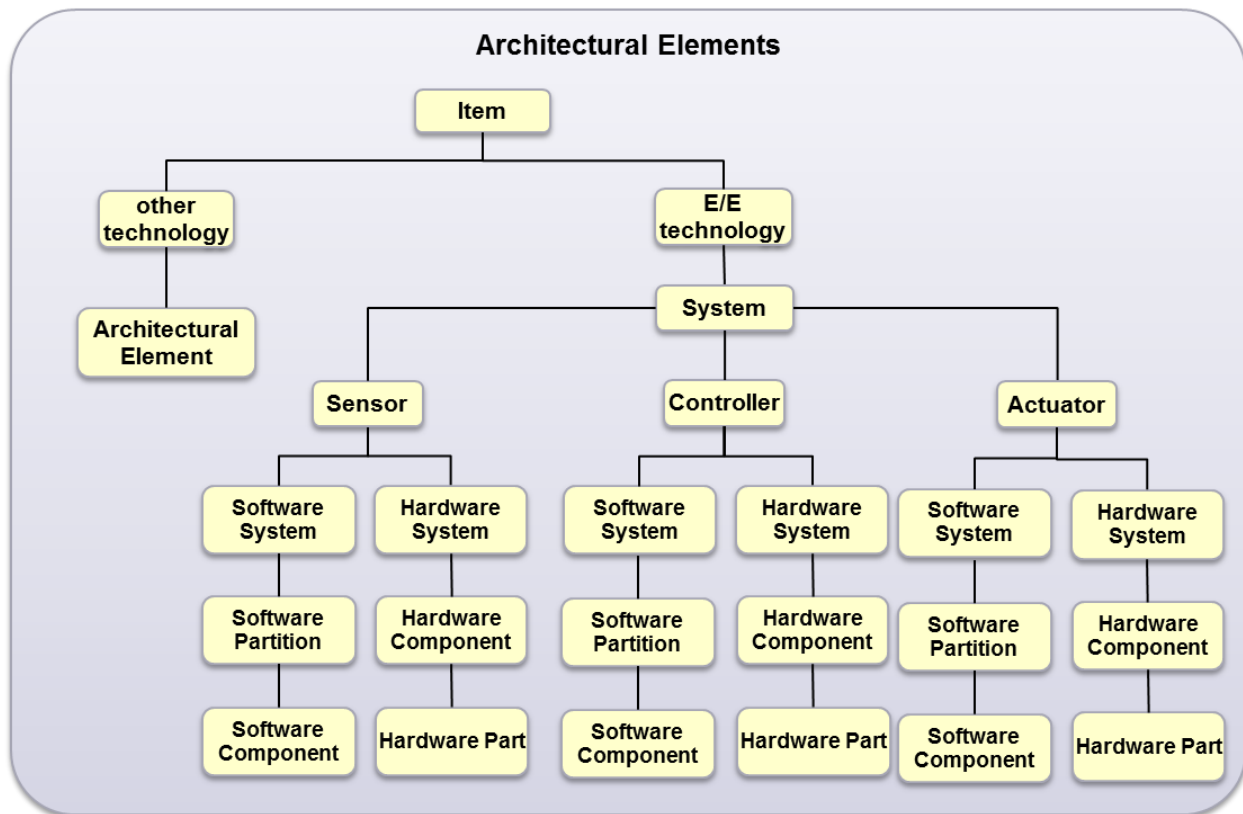 Architectural Elements
Item
other
technology
E/E
technology
Architectural
Element
System
Sensor
Controller
Actuator
Software
System
Hardware
System
Software
System
Hardware
System
Software
System
Hardware
System
Software
Partition
Hardware
Component
Software
Partition
Hardware
Component
Software
Partition
Hardware
Component
Software
Component
Hardware Part
Software
Component
Hardware Part
Software
Component
Hardware Part